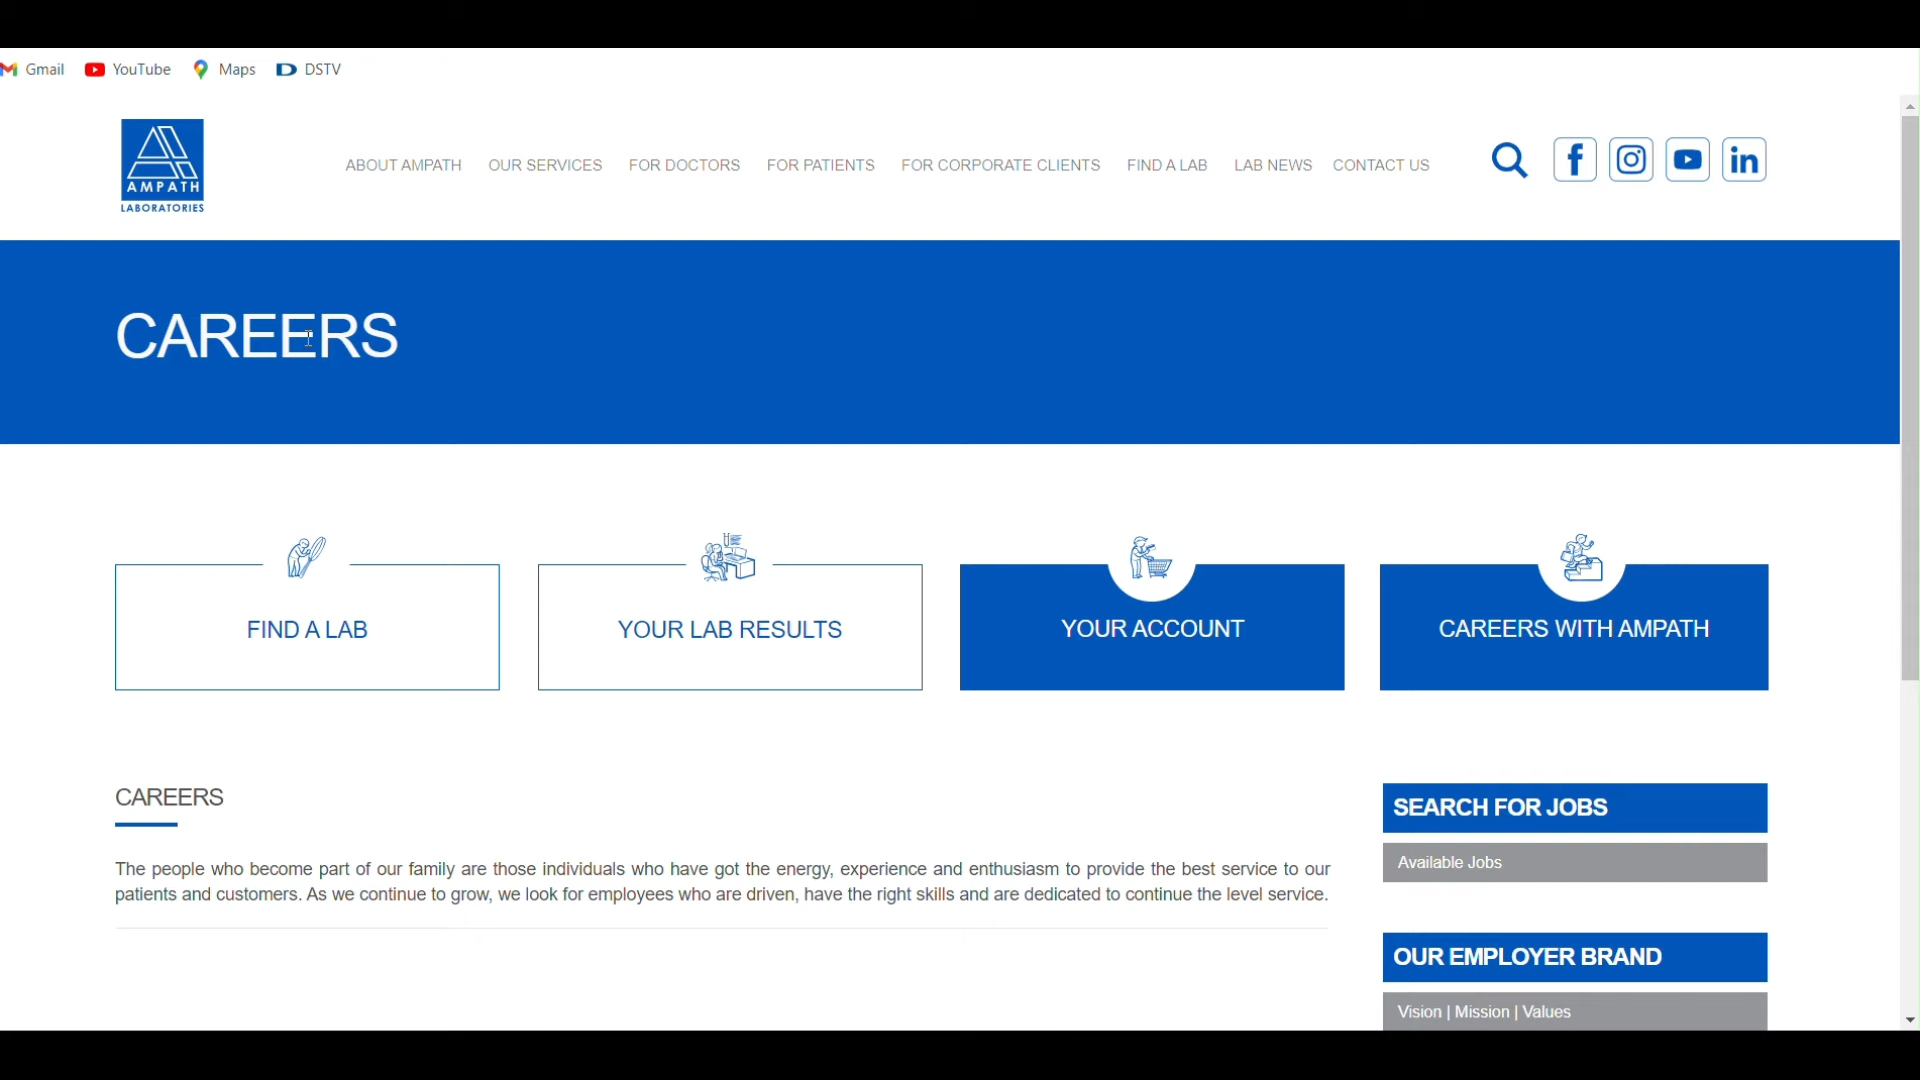 Gmail YouTube Maps DSTV
AMPATH
LABORATORIES
ABOUT AMPATH OUR SERVICES FOR DOCTORS FOR PATIENTS FOR CORPORATE CLIENTS FIND A LAB LAB NEWS CONTACT US
CAREERS
FIND A LAB YOUR LAB RESULTS YOUR ACCOUNT CAREERS WITH AMPATH
CAREERS
The people who become part of our family are those individuals who have got the energy, experience and enthusiasm to provide the best service to our
patients and customers. As we continue to grow, we look for employees who are driven, have the right skills and are dedicated to continue the level service.
SEARCH FOR JOBS
Available Jobs
OUR EMPLOYER BRAND
Vision | Mission | Values